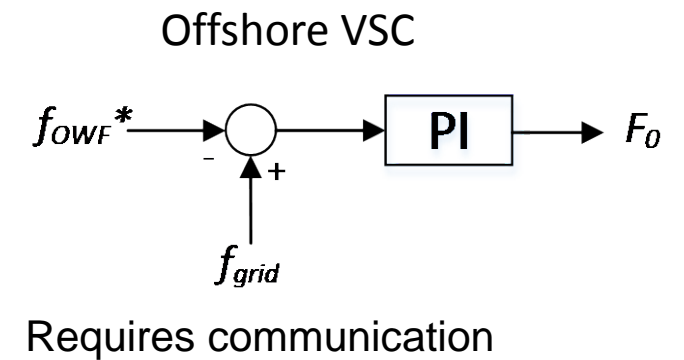 Offshore VSC
fOWF*
-
+
PI
F0
fgrid
Requires communication